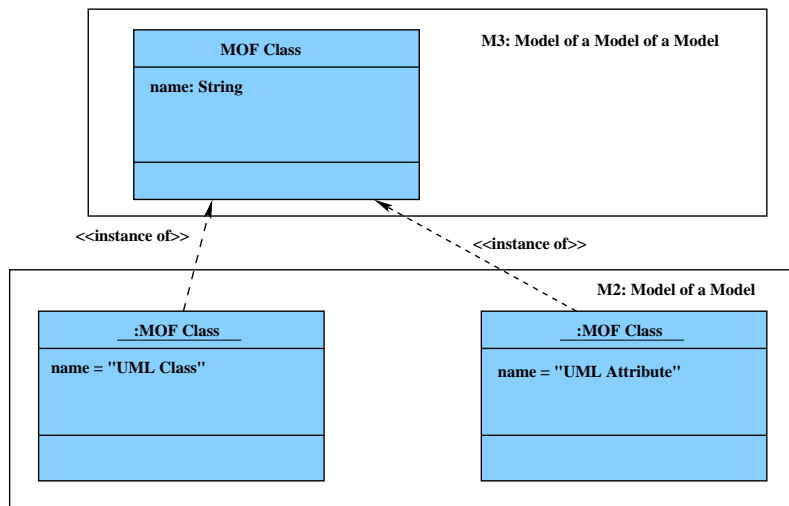 MOF Class
M3: Model of a Model of a Model
name: String
<<instance of>>
<<instance of>>
M2: Model of a Model
:MOF Class
:MOF Class
name = "UML Class"
name = "UML Attribute"